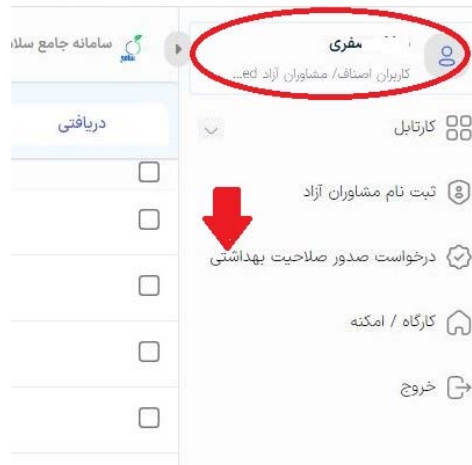 صفری
کاربران اصناف/ مشاوران آزاد ed...
کارتابل
ثبت نام مشاوران آزاد
درخواست صدور صلاحیت بهداشتی
کارگاه / امکنه
خروج
سامانه جامع سلا
دریافتی